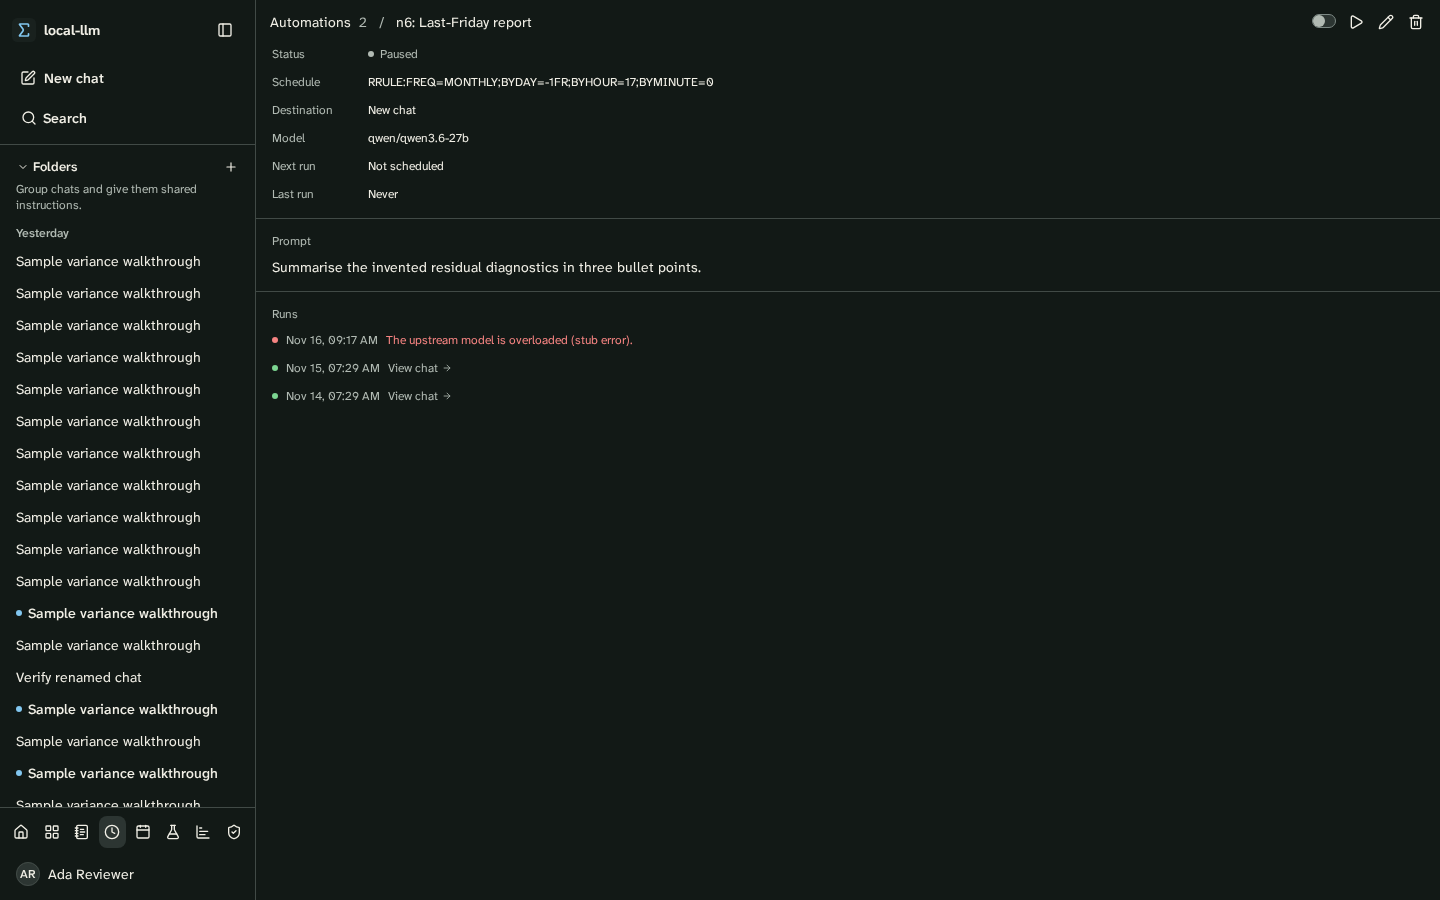 local-llm
New chat
Search
Folders
Group chats and give them shared
instructions.
Yesterday
Sample variance walkthrough
Sample variance walkthrough
Sample variance walkthrough
Sample variance walkthrough
Sample variance walkthrough
Sample variance walkthrough
Sample variance walkthrough
Sample variance walkthrough
Sample variance walkthrough
Sample variance walkthrough
Sample variance walkthrough
Sample variance walkthrough
Sample variance walkthrough
Verify renamed chat
Sample variance walkthrough
Sample variance walkthrough
Sample variance walkthrough
Sample variance walkthrough
AR Ada Reviewer
Automations 2 / n6: Last-Friday report
Status Paused
Schedule RRULE:FREQ=MONTHLY;BYDAY=-1FR;BYHOUR=17;BYMINUTE=0
Destination New chat
Model qwen/qwen3.6-27b
Next run Not scheduled
Last run Never
Prompt
Summarise the invented residual diagnostics in three bullet points.
Runs
Nov 16, 09:17 AM The upstream model is overloaded (stub error).
Nov 15, 07:29 AM View chat →
Nov 14, 07:29 AM View chat →